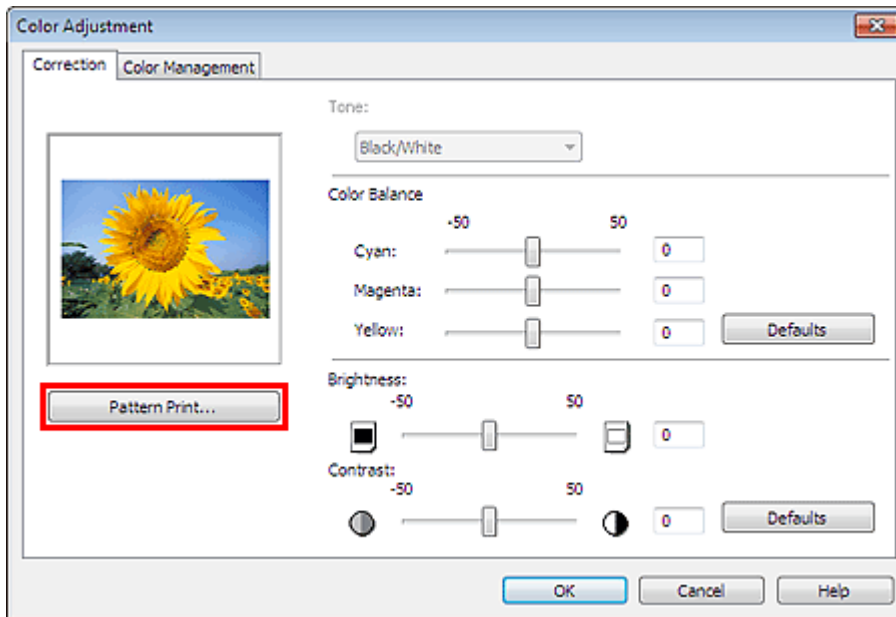 Color Adjustment
Correction
Color Management
Tone:
Black/White
Color Balance
-50 50
Cyan: 0
Magenta: 0
Yellow: 0 Defaults
Pattern Print...
Brightness:
-50 50
0
Contrast:
-50 50
0 Defaults
OK Cancel Help